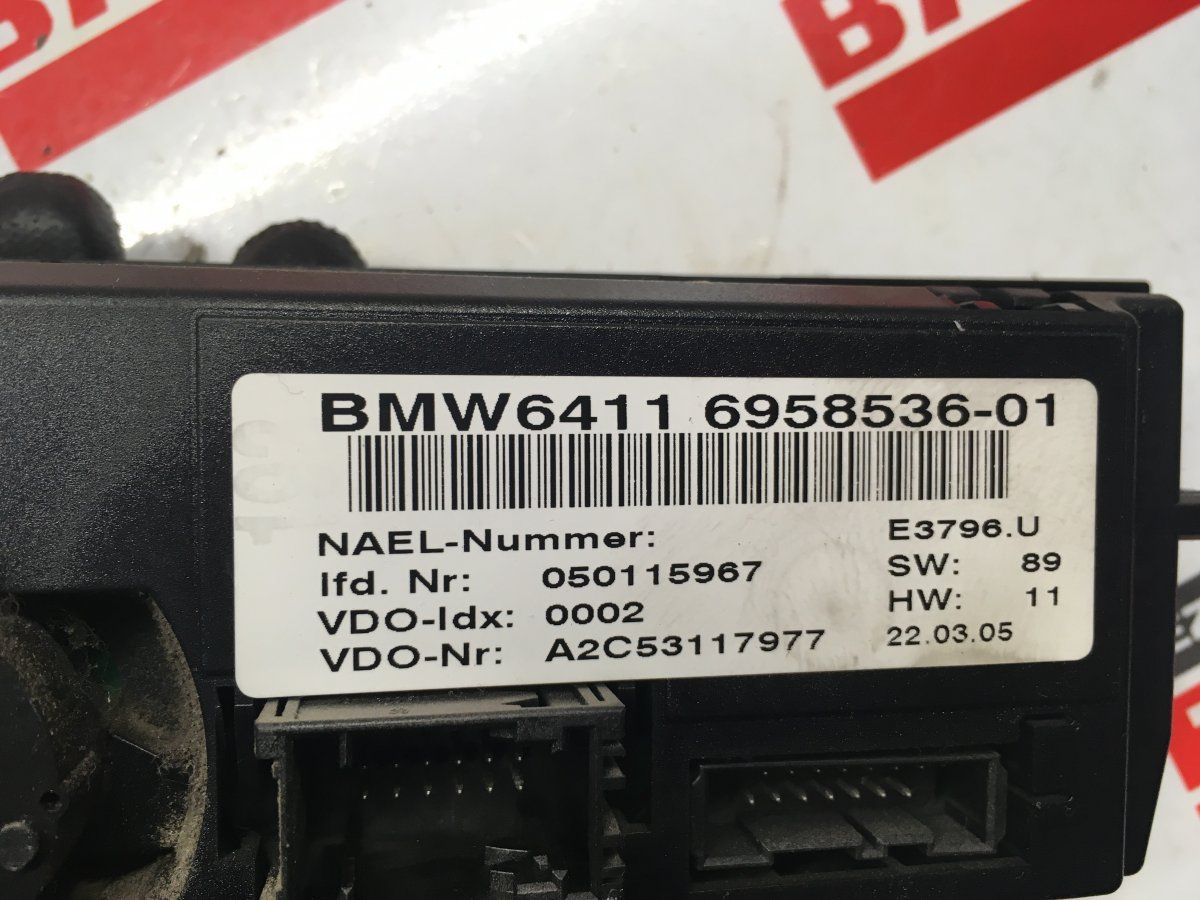 BMW6411 6958536-01
NAEL-Nummer: E3796.U
lfd. Nr: 050115967 SW: 89
VDO-Idx: 0002 HW: 11
VDO-Nr: A2C53117977 22.03.05